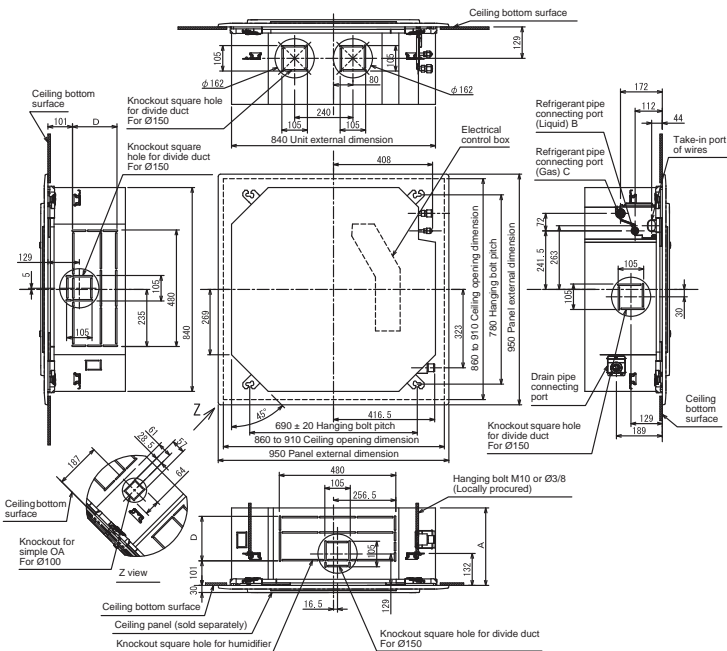 Ceiling bottom surface
129
105
105
φ162
φ162
80
Knockout square hole
for divide duct
For Ø150
240
105
105
840 Unit external dimension
Ceiling bottom
surface
101
D
Knockout square
hole for divide duct
For Ø150
Electrical
control box
408
172
112
44
Refrigerant pipe
connecting port
(Liquid) B
Refrigerant pipe
connecting port
(Gas) C
Take-in port
of wires
129
5
105
105
235
480
840
269
323
860 to 910 Ceiling opening dimension
780 Hanging bolt pitch
950 Panel external dimension
72
241.5
263
105
105
30
Drain pipe
connecting
port
Knockout square hole
for divide duct
For Ø150
129
189
Ceiling
bottom
surface
Z
45°
416.5
690 ± 20 Hanging bolt pitch
860 to 910 Ceiling opening dimension
950 Panel external dimension
187
28.5
61
57
64
Ceiling bottom
surface
Knockout for
simple OA
For Ø100
Z view
480
105
256.5
Hanging bolt M10 or Ø3/8
(Locally procured)
D
101
30
105
A
132
129
16.5
Ceiling bottom surface
Ceiling panel (sold separately)
Knockout square hole for humidifier
Knockout square hole for divide duct
For Ø150